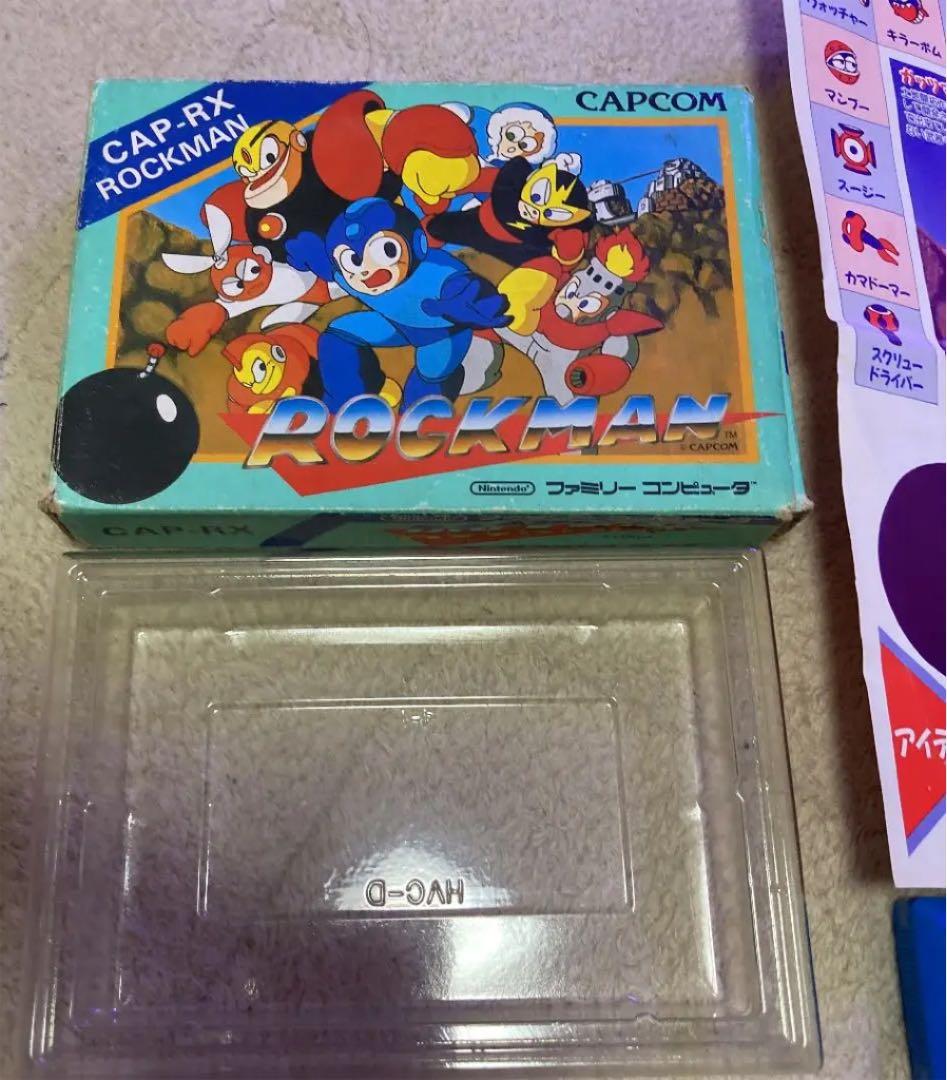 CAP-RX
ROCKMAN
CAPCOM
ROCKMAN
TM
© CAPCOM
Nintendo
ファミリー コンピュータ
TM
CAP-RX
HVC-D
ウォッチャー
キラーボム
マンブー
スージー
カマドーマー
スクリュー
ドライバー
アイテ